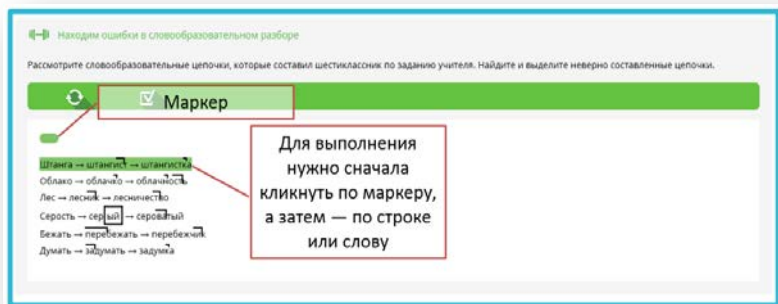 Находим ошибки в словообразовательном разборе
Рассмотрите словообразовательные цепочки, которые составил шестиклассник по заданию учителя. Найдите и выделите неверно составленные цепочки.
Маркер
Для выполнения
нужно сначала
кликнуть по маркеру,
а затем — по строке
или слову
Штанга → штангист → штангистка
Облако → облачко → облачность
Лес → лесник → лесничество
Серость → серый → сероватый
Бежать → перебежать → перебежчик
Думать → задумать → задумка